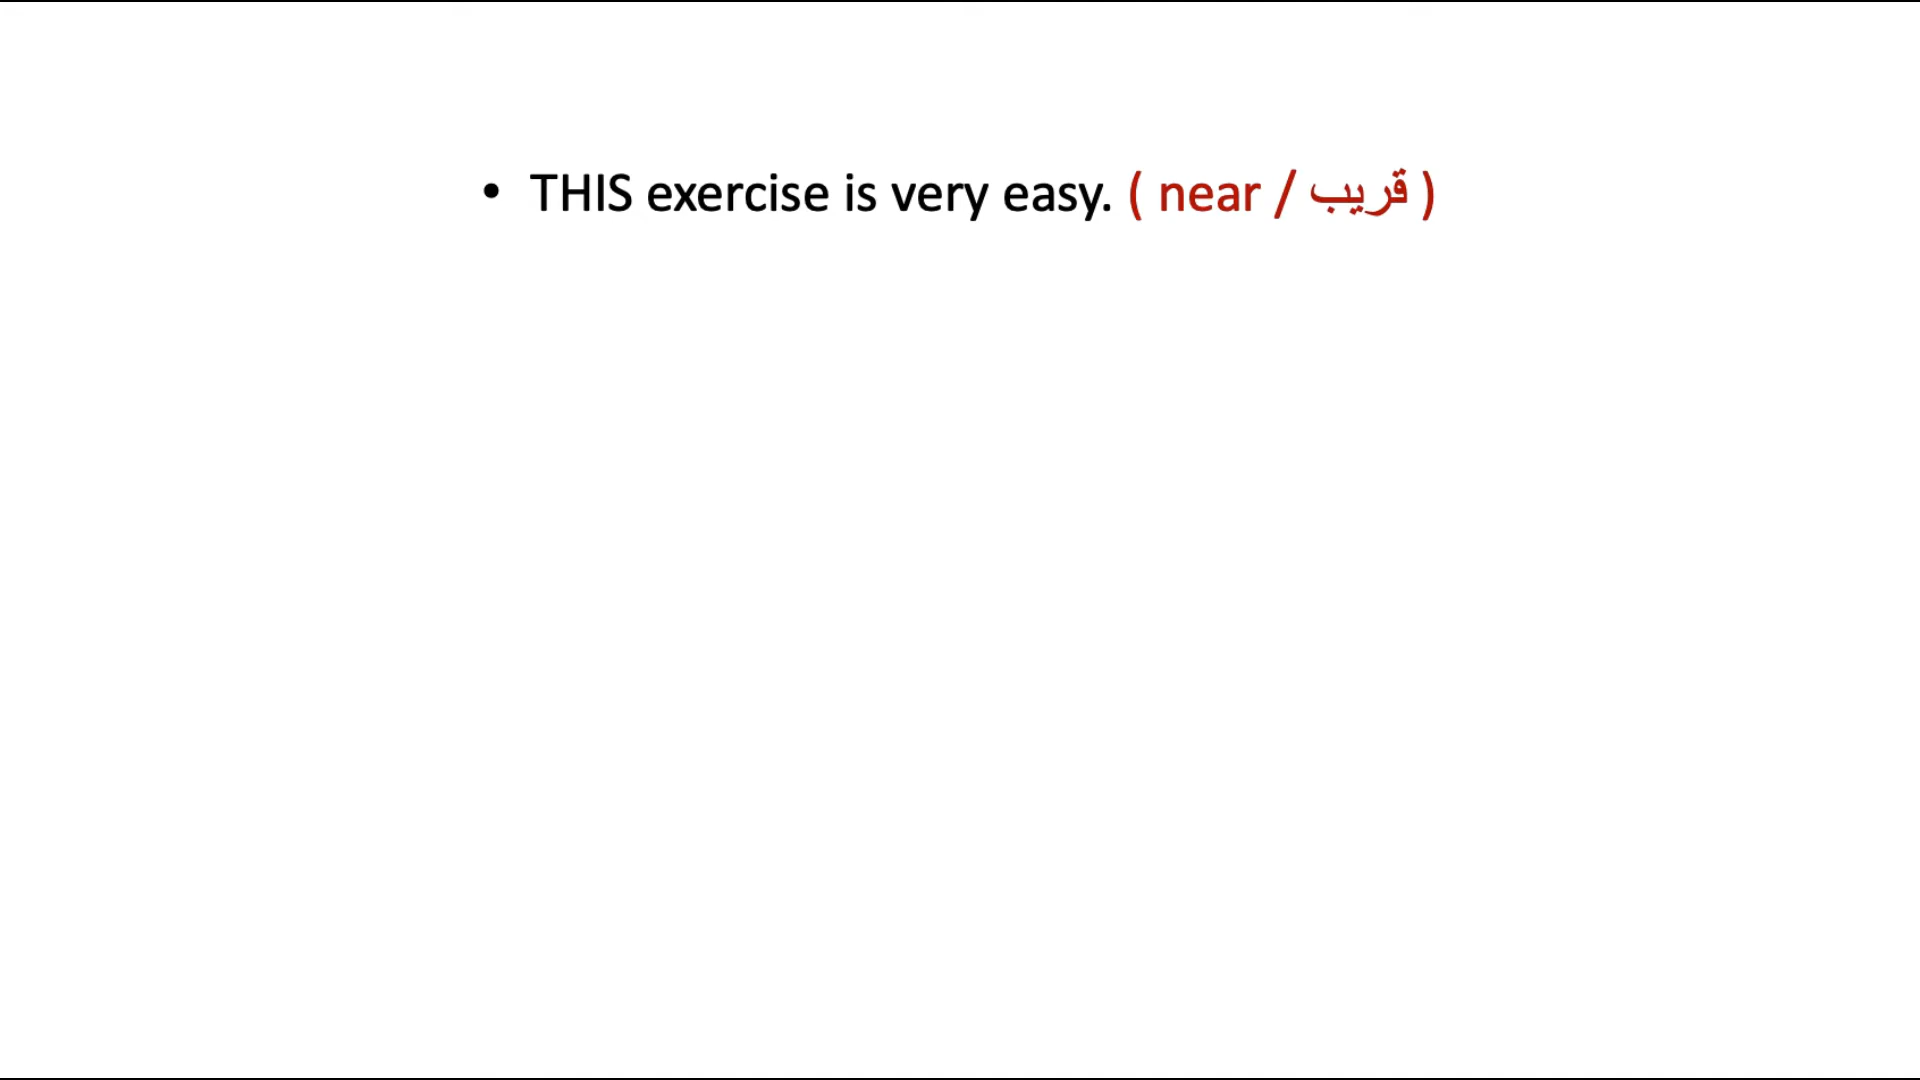 • THIS exercise is very easy. ( near / قريب )